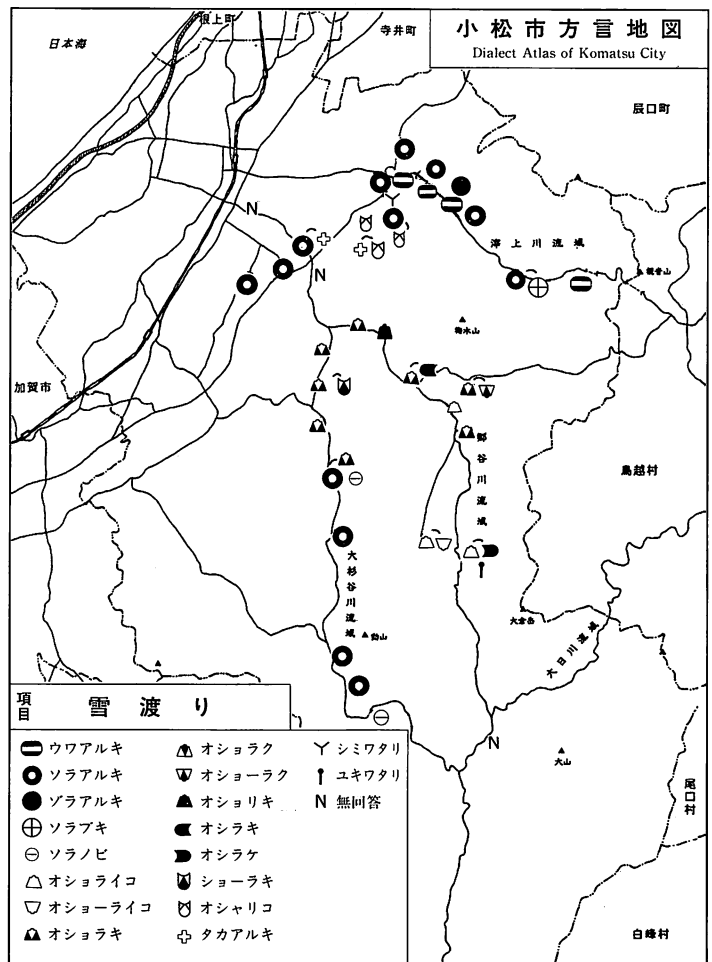 小松市方言地図
Dialect Atlas of Komatsu City
日本海
根上町
寺井町
辰口町
N
N
滓上川流域
観音山
加賀市
鳥越村
郷谷川流域
大杉谷川流域
大倉岳
大日川流域
N
大山
尾口村
白峰村
項目
雪渡り
ウワアルキ
ソラアルキ
ゾラアルキ
ソラブキ
ソラノビ
オショライコ
オショーライコ
オショラキ
オショラク
オショーラク
オショリキ
オシラキ
オシラケ
ショーラキ
オシャリコ
タカアルキ
シミワタリ
ユキワタリ
N 無回答